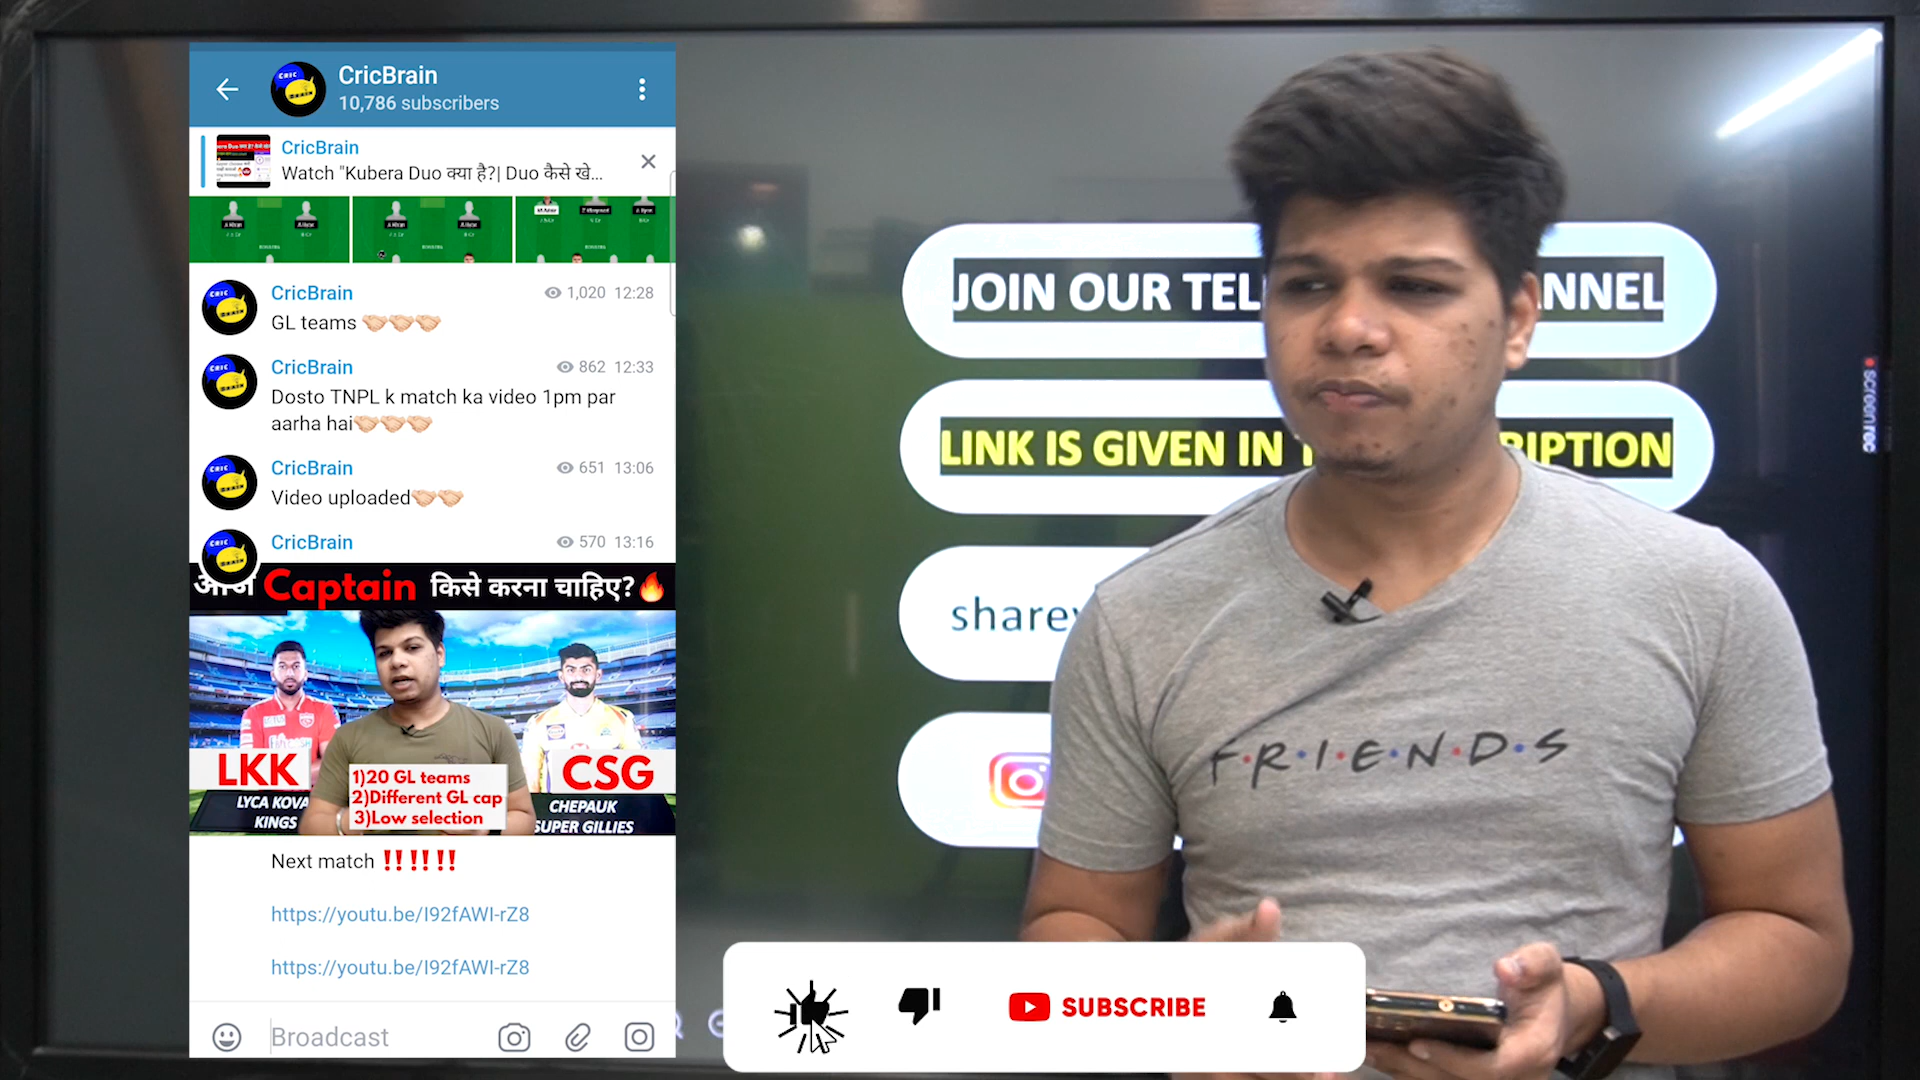 CricBrain
10,786 subscribers
CricBrain
Watch "Kubera Duo क्या है?| Duo कैसे खे...
CricBrain
1,020 12:28
GL teams
CricBrain
862 12:33
Dosto TNPL k match ka video 1pm par
aarha hai
CricBrain
651 13:06
Video uploaded
CricBrain
570 13:16
Captain किसे करना चाहिए?
LKK
LYCA KOVA
KINGS
1)20 GL teams
2)Different GL cap
3)Low selection
CSG
CHEPAUK
SUPER GILLIES
Next match
https://youtu.be/I92fAWI-rZ8
https://youtu.be/I92fAWI-rZ8
Broadcast
JOIN OUR TEL
NNEL
LINK IS GIVEN IN
IPTION
share
F·R·I·E·N·D·S
screenrec
SUBSCRIBE